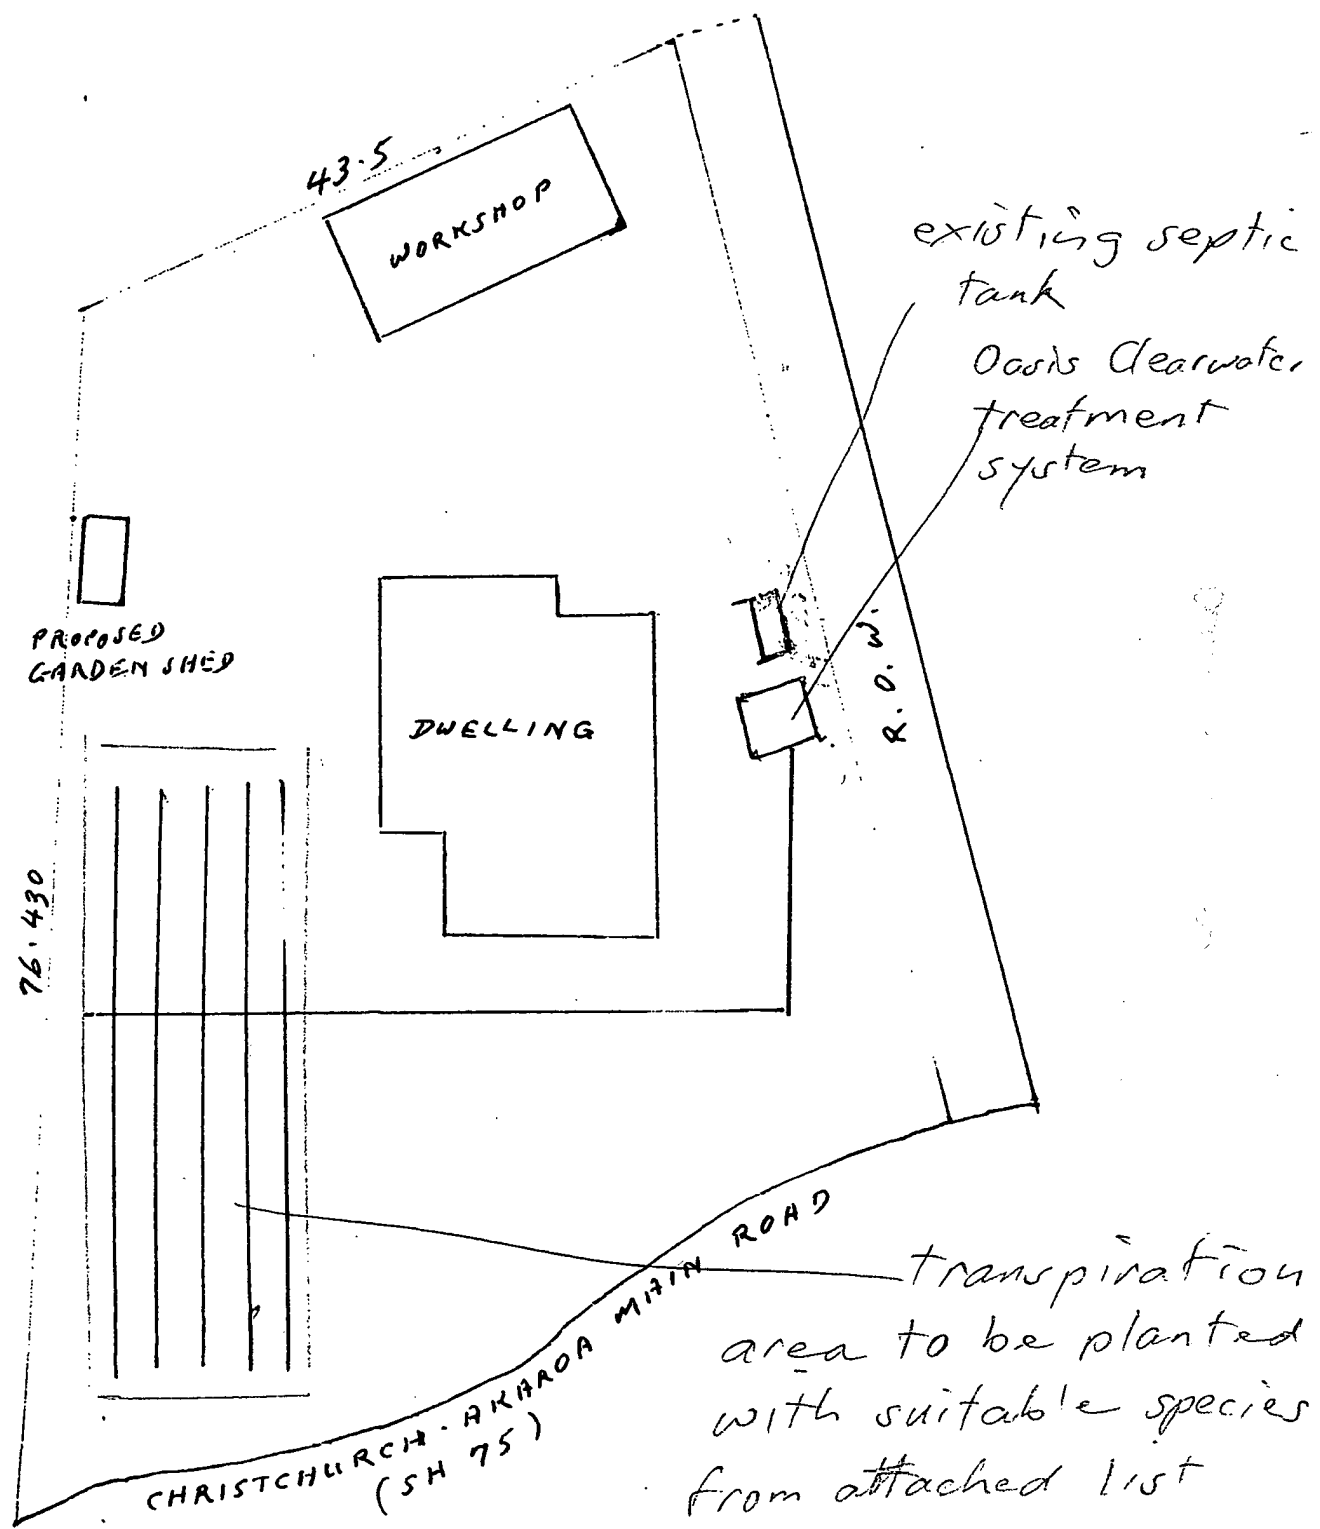 43.5
WORKSHOP
existing septic
tank
Oasis Clearwater
treatment
system
PROPOSED
GARDEN SHED
DWELLING
R.O.W.
76.430
CHRISTCHURCH-AKAROA MAIN ROAD
(SH 75)
transpiration
area to be planted
with suitable species
from attached list